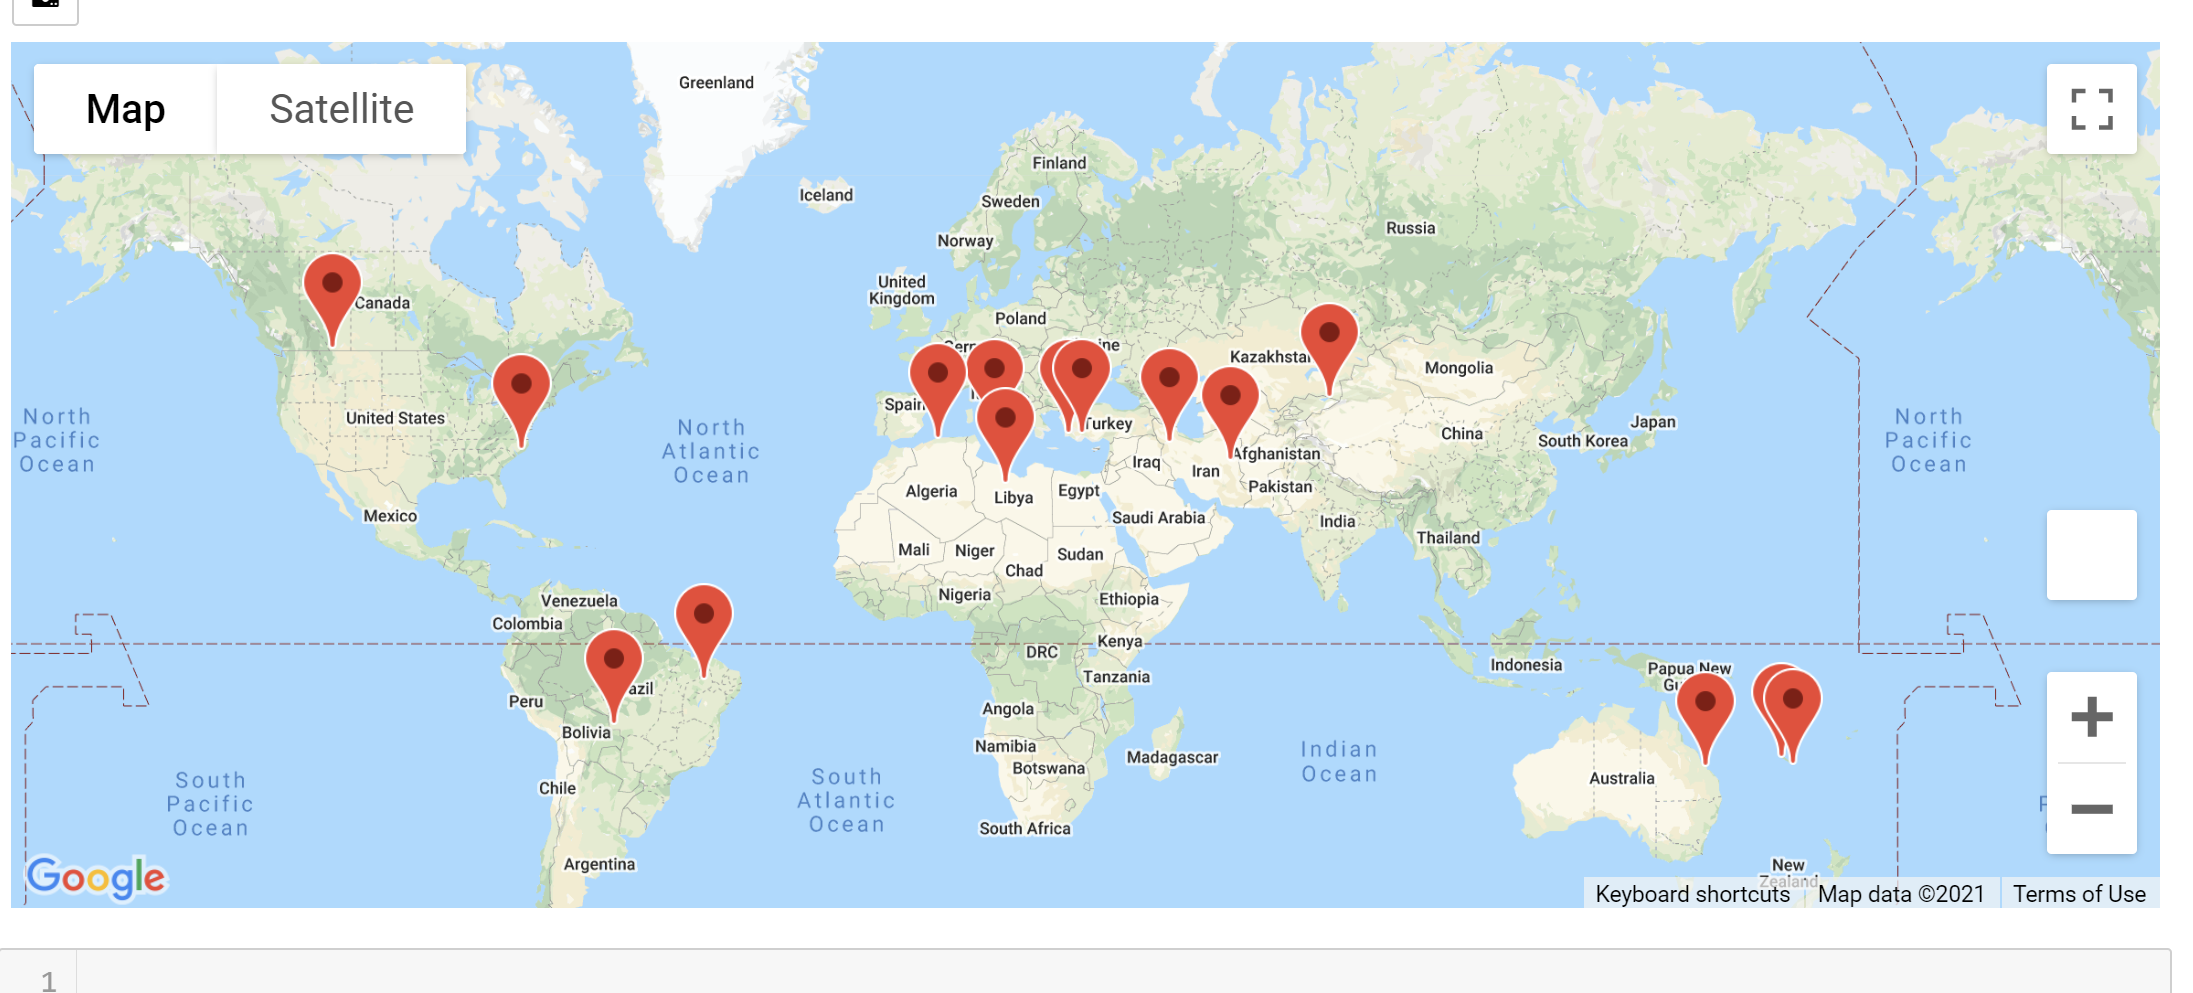 Map
Satellite
Greenland
Finland
Iceland
Sweden
Russia
Norway
United
Kingdom
Canada
Poland
Kazakhsta
Mongolia
Spain
United States
Turkey
Japan
North
Pacific
Ocean
North
Atlantic
Ocean
China
South Korea
North
Pacific
Ocean
Afghanistan
Iraq
Iran
Algeria
Libya
Egypt
Pakistan
Mexico
Saudi Arabia
India
Thailand
Mali
Niger
Sudan
Chad
Nigeria
Ethiopia
Venezuela
Colombia
Kenya
DRC
Indonesia
Papua New
Gu
Tanzania
azil
Peru
Angola
Bolivia
Namibia
Botswana
Madagascar
Indian
Ocean
Australia
South
Pacific
Ocean
Chile
South
Atlantic
Ocean
South Africa
Argentina
New
Zealand
Google
Keyboard shortcuts
Map data ©2021
Terms of Use
1